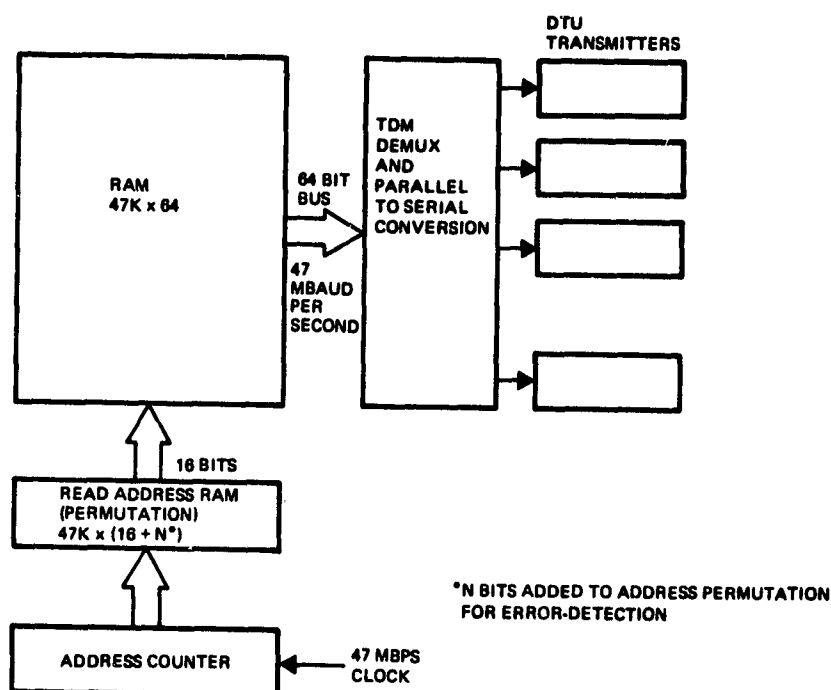 DTU
TRANSMITTERS
RAM
47K x 64
64 BIT
BUS
47
MBAUD
PER
SECOND
TDM
DEMUX
AND
PARALLEL
TO SERIAL
CONVERSION
16 BITS
READ ADDRESS RAM
(PERMUTATION)
47K x (16 + N*)
*N BITS ADDED TO ADDRESS PERMUTATION
FOR ERROR-DETECTION
ADDRESS COUNTER
47 MBPS
CLOCK